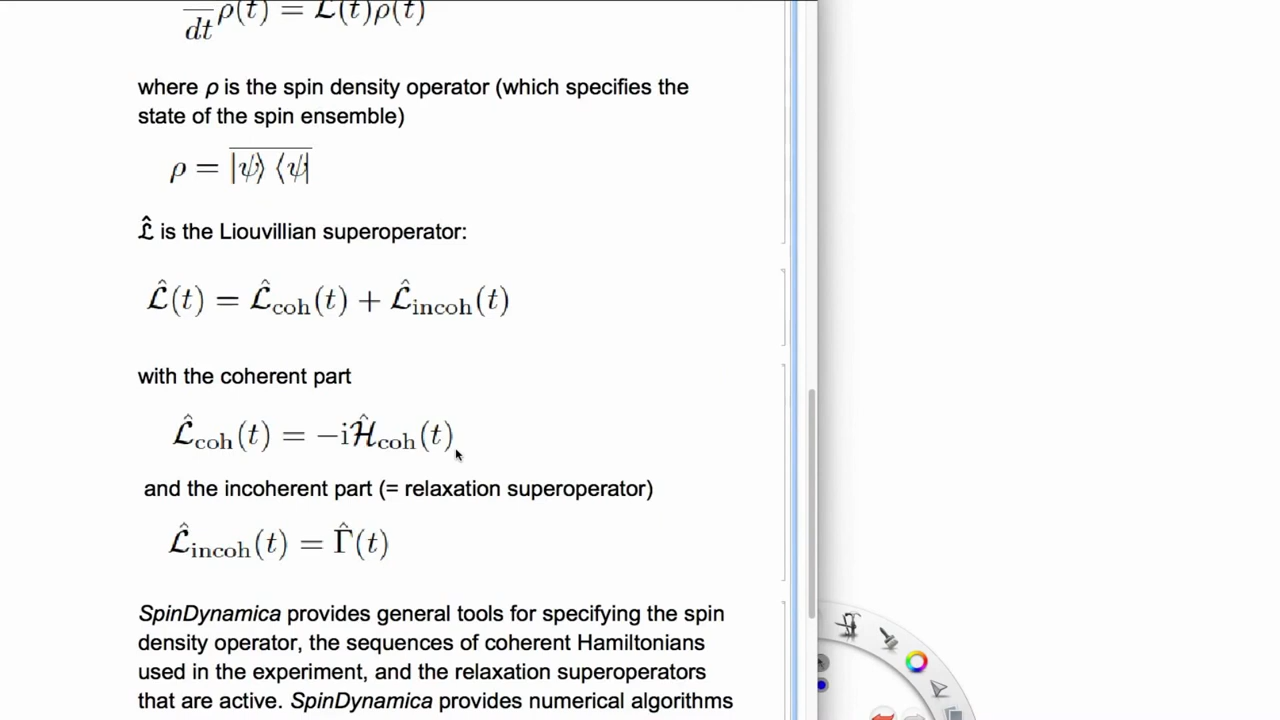 d/dt ρ(t) = ℒ̂(t)ρ(t)
where ρ is the spin density operator (which specifies the
state of the spin ensemble)
ρ = \overline{|ψ⟩ ⟨ψ|}
ℒ̂ is the Liouvillian superoperator:
ℒ̂(t) = ℒ̂coh(t) + ℒ̂incoh(t)
with the coherent part
ℒ̂coh(t) = −iℋ̂coh(t)
and the incoherent part (= relaxation superoperator)
ℒ̂incoh(t) = Γ̂(t)
SpinDynamica provides general tools for specifying the spin
density operator, the sequences of coherent Hamiltonians
used in the experiment, and the relaxation superoperators
that are active. SpinDynamica provides numerical algorithms